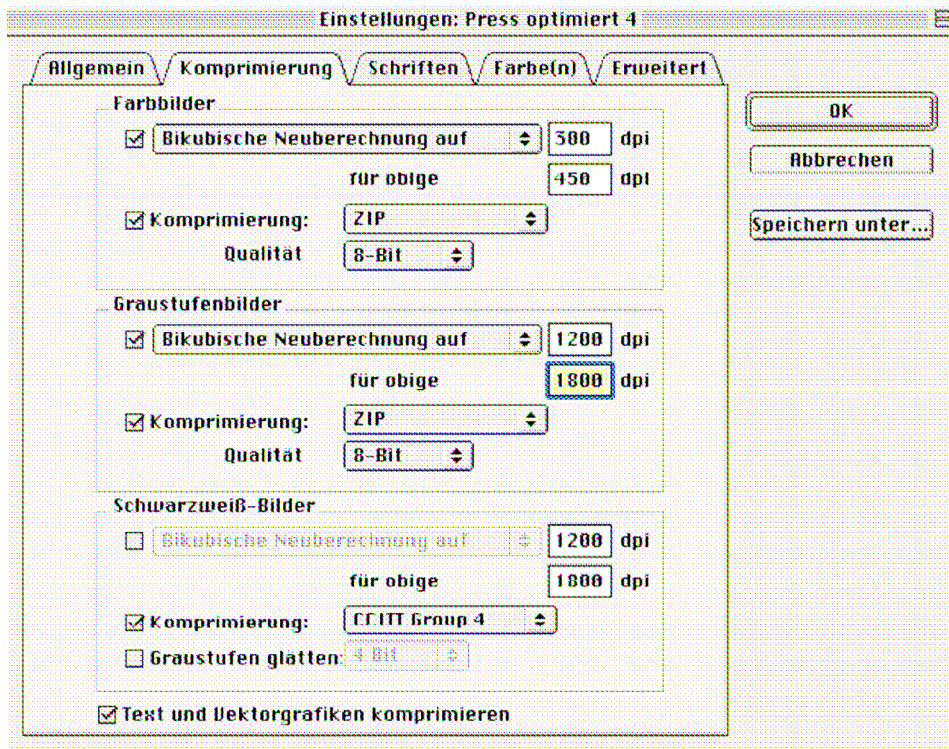 Einstellungen: Press optimiert 4
Allgemein Komprimierung Schriften Farbe(n) Erweitert
Farbbilder
Bikubische Neuberechnung auf 300 dpi
für obige 450 dpi
Komprimierung: ZIP
Qualität 8-Bit
Graustufenbilder
Bikubische Neuberechnung auf 1200 dpi
für obige 1800 dpi
Komprimierung: ZIP
Qualität 8-Bit
Schwarzweiß-Bilder
Bikubische Neuberechnung auf 1200 dpi
für obige 1800 dpi
Komprimierung: CCITT Group 4
Graustufen glätten: 4 Bit
Text und Vektorgrafiken komprimieren
OK
Abbrechen
Speichern unter...